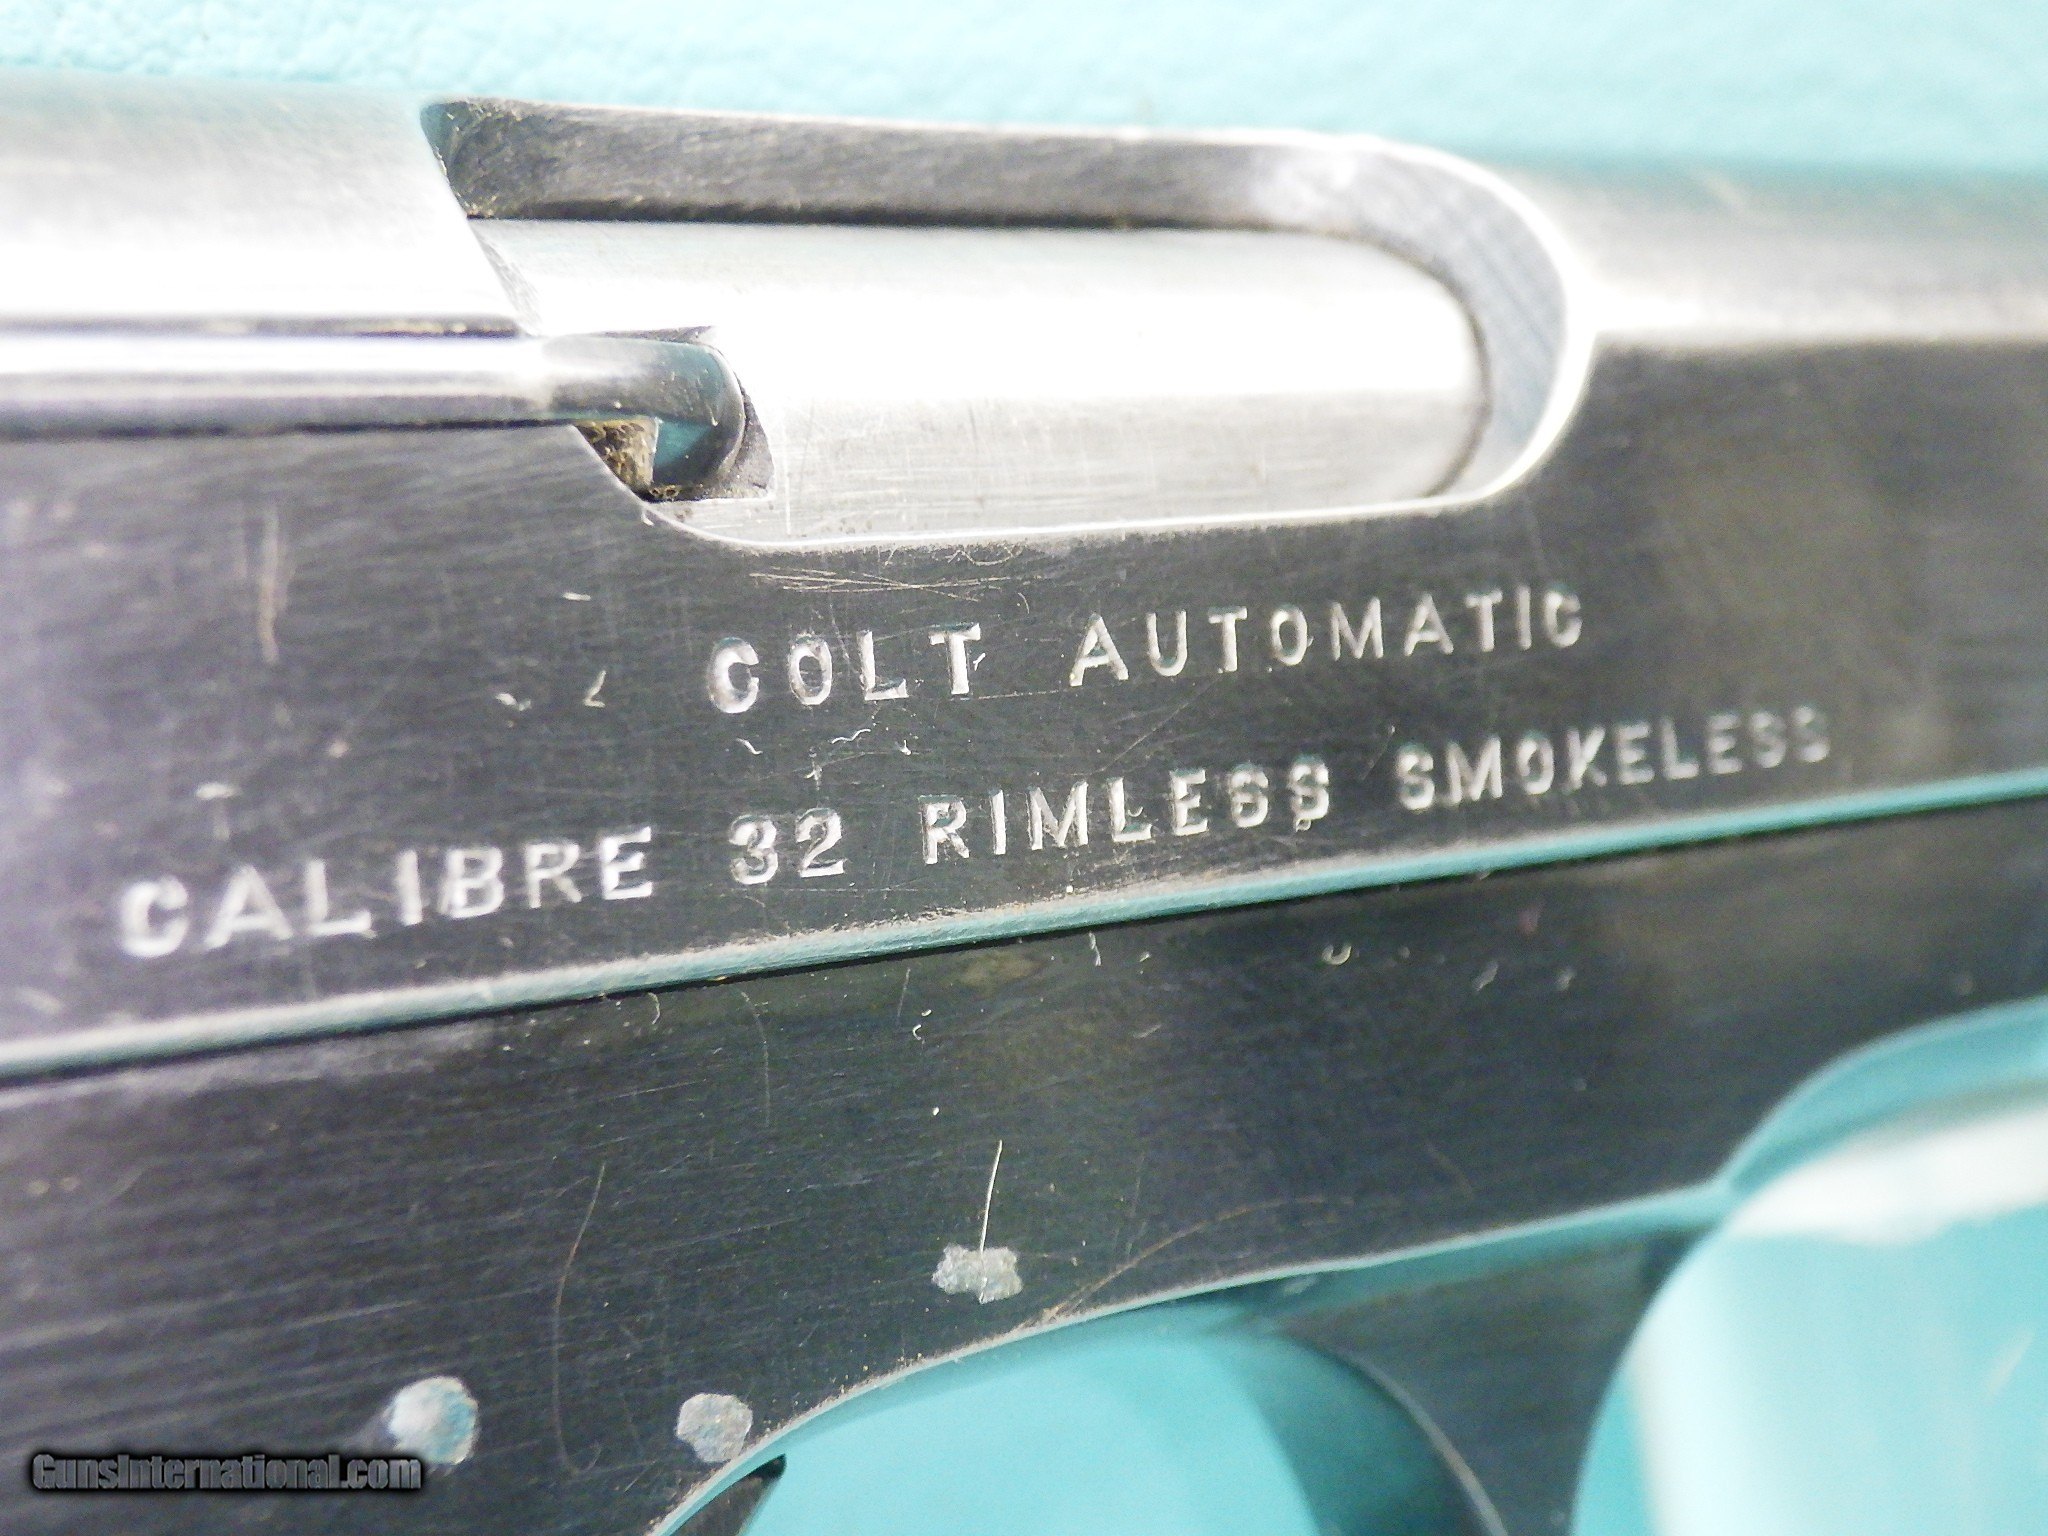 COLT AUTOMATIC
CALIBRE 32 RIMLESS SMOKELESS
GunsInternational.com